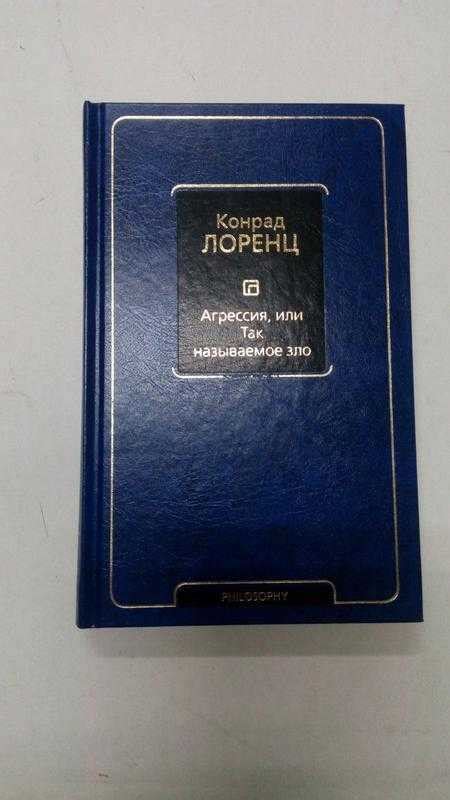 Конрад
ЛОРЕНЦ
Агрессия, или
Так
называемое зло
PHILOSOPHY